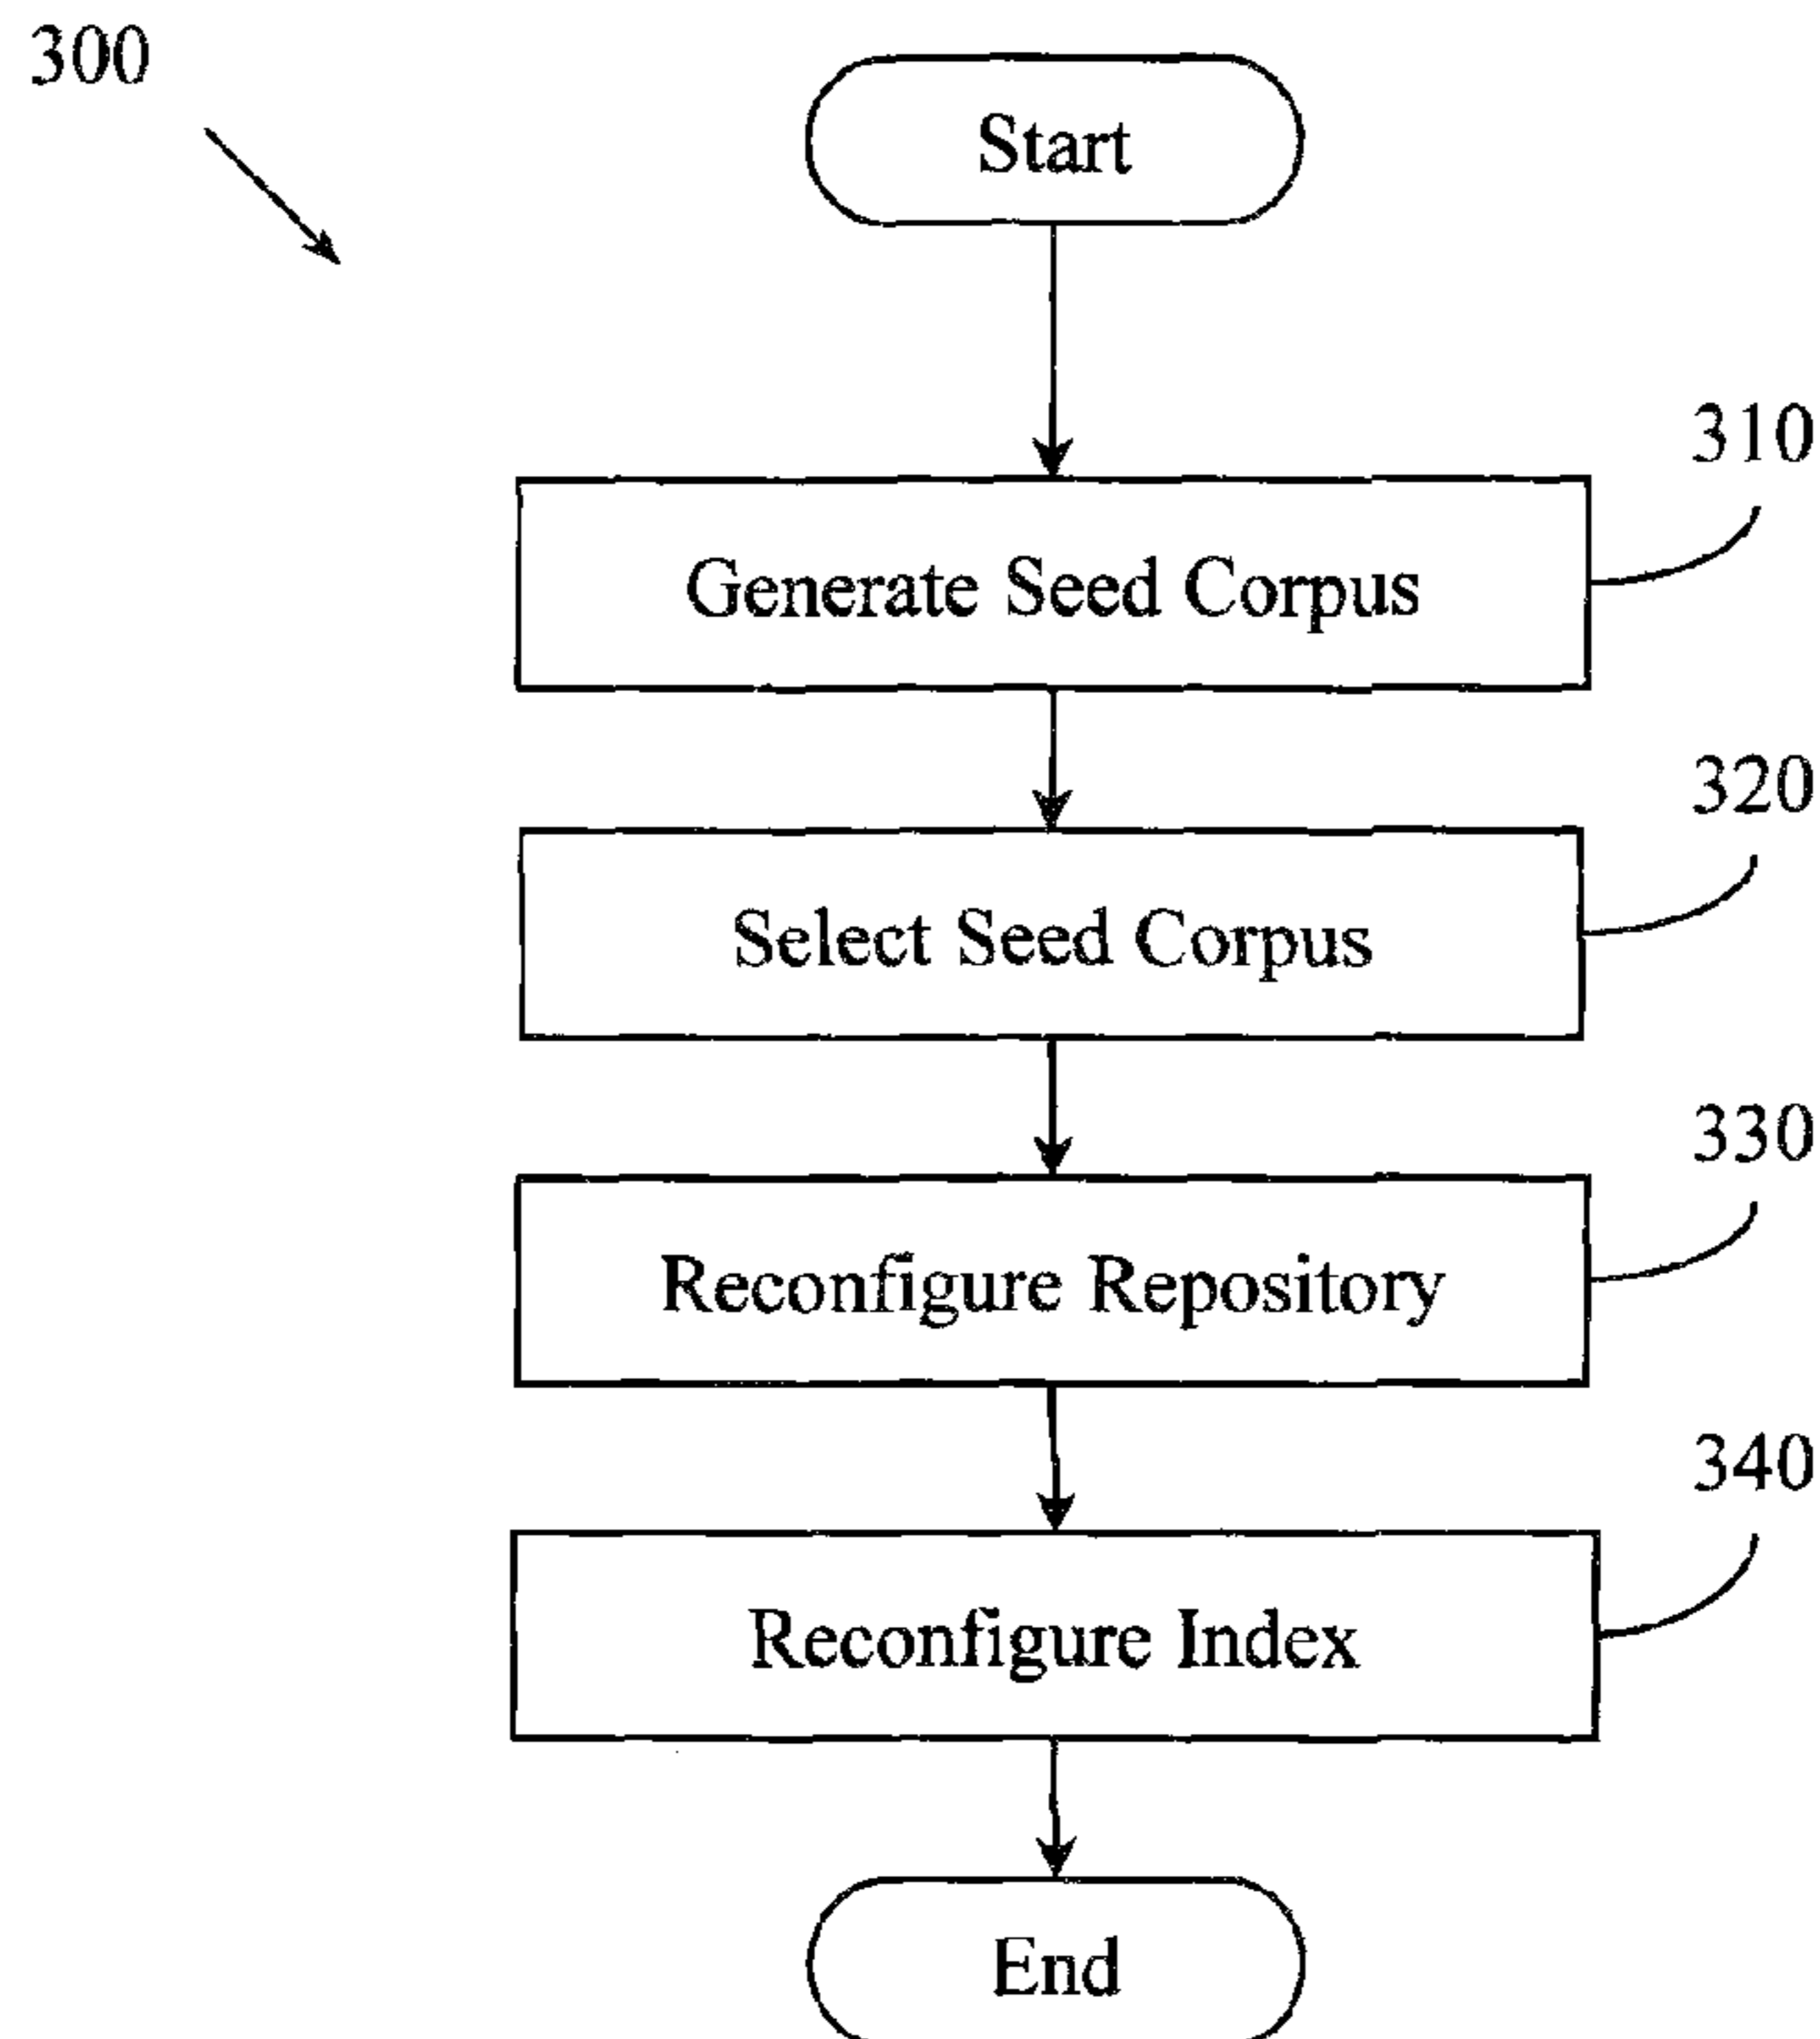 300
Start
310
Generate Seed Corpus
320
Select Seed Corpus
330
Reconfigure Repository
340
Reconfigure Index
End